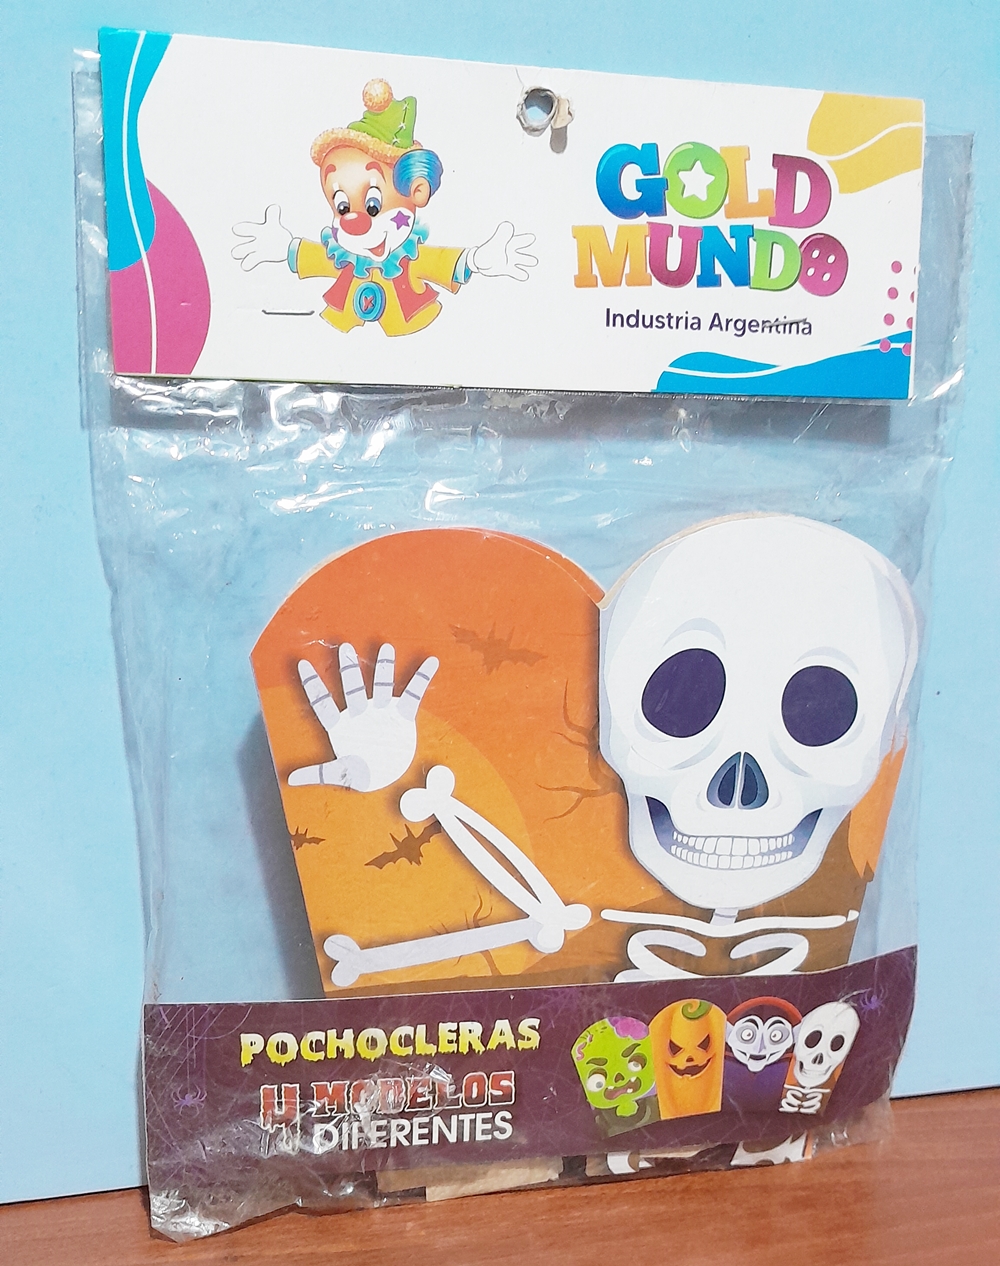 GOLD
MUNDO
Industria Argentina
POCHOCLERAS
4 MODELOS
DIFERENTES